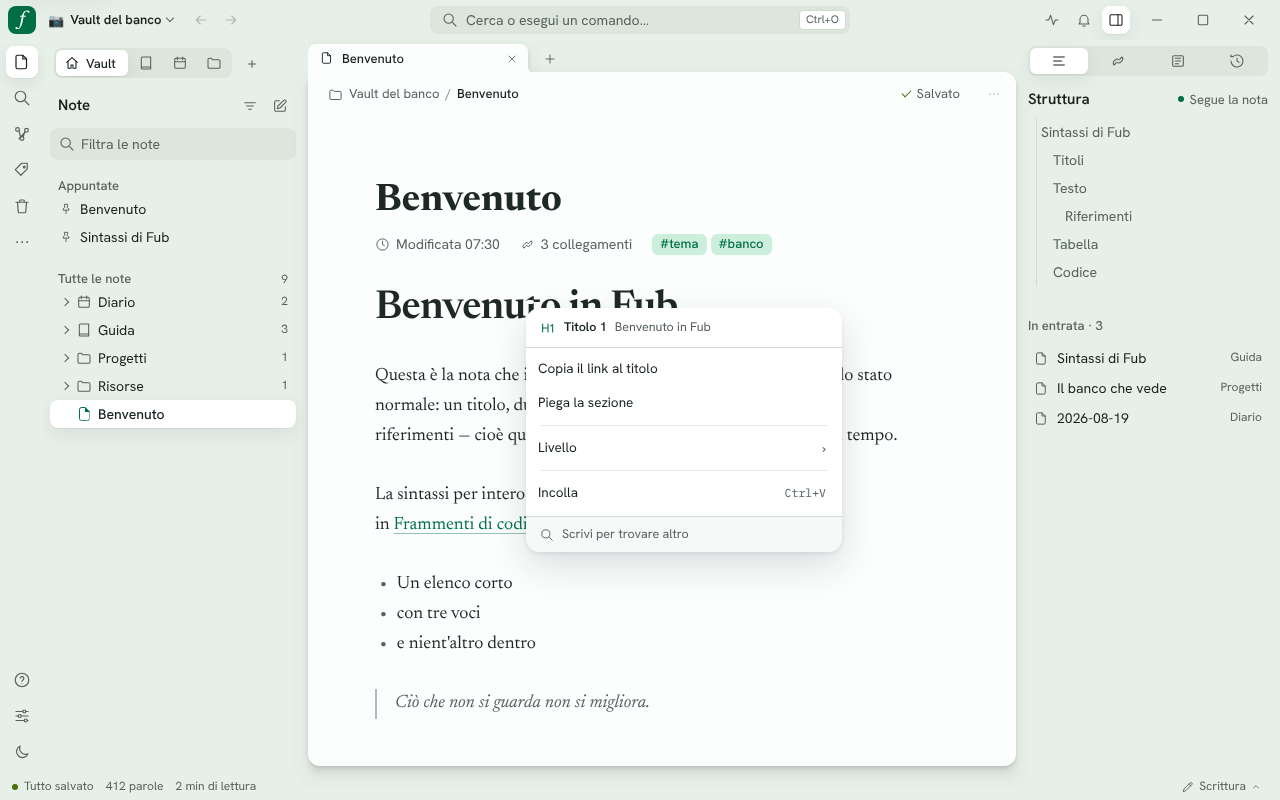 f
Vault del banco
Cerca o esegui un comando…
Ctrl+O
Vault
Note
Filtra le note
Appuntate
Benvenuto
Sintassi di Fub
Tutte le note 9
Diario 2
Guida 3
Progetti 1
Risorse 1
Benvenuto
Benvenuto
Vault del banco / Benvenuto
Salvato
Benvenuto
Modificata 07:30 3 collegamenti #tema #banco
Benvenuto in Fub
H1 Titolo 1 Benvenuto in Fub
Copia il link al titolo
Piega la sezione
Livello
Incolla Ctrl+V
Scrivi per trovare altro
Questa è la nota che lo stato
normale: un titolo,
riferimenti — cioè tempo.
La sintassi per intero
in Frammenti di
Un elenco corto
con tre voci
e nient'altro dentro
Ciò che non si guarda non si migliora.
Struttura
Segue la nota
Sintassi di Fub
Titoli
Testo
Riferimenti
Tabella
Codice
In entrata · 3
Sintassi di Fub Guida
Il banco che vede Progetti
2026-08-19 Diario
Tutto salvato 412 parole 2 min di lettura
Scrittura